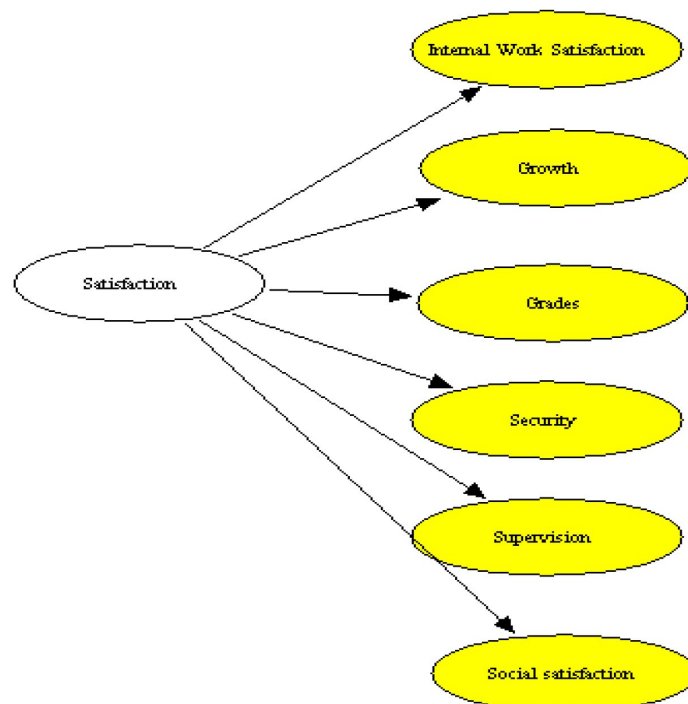 Internal Work Satisfaction
Growth
Satisfaction
Grades
Security
Supervision
Social satisfaction